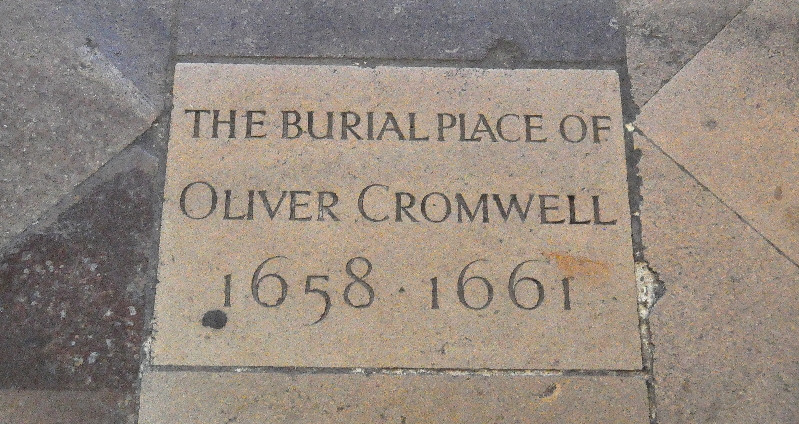 THE BURIAL PLACE OF
OLIVER CROMWELL
1658 · 1661